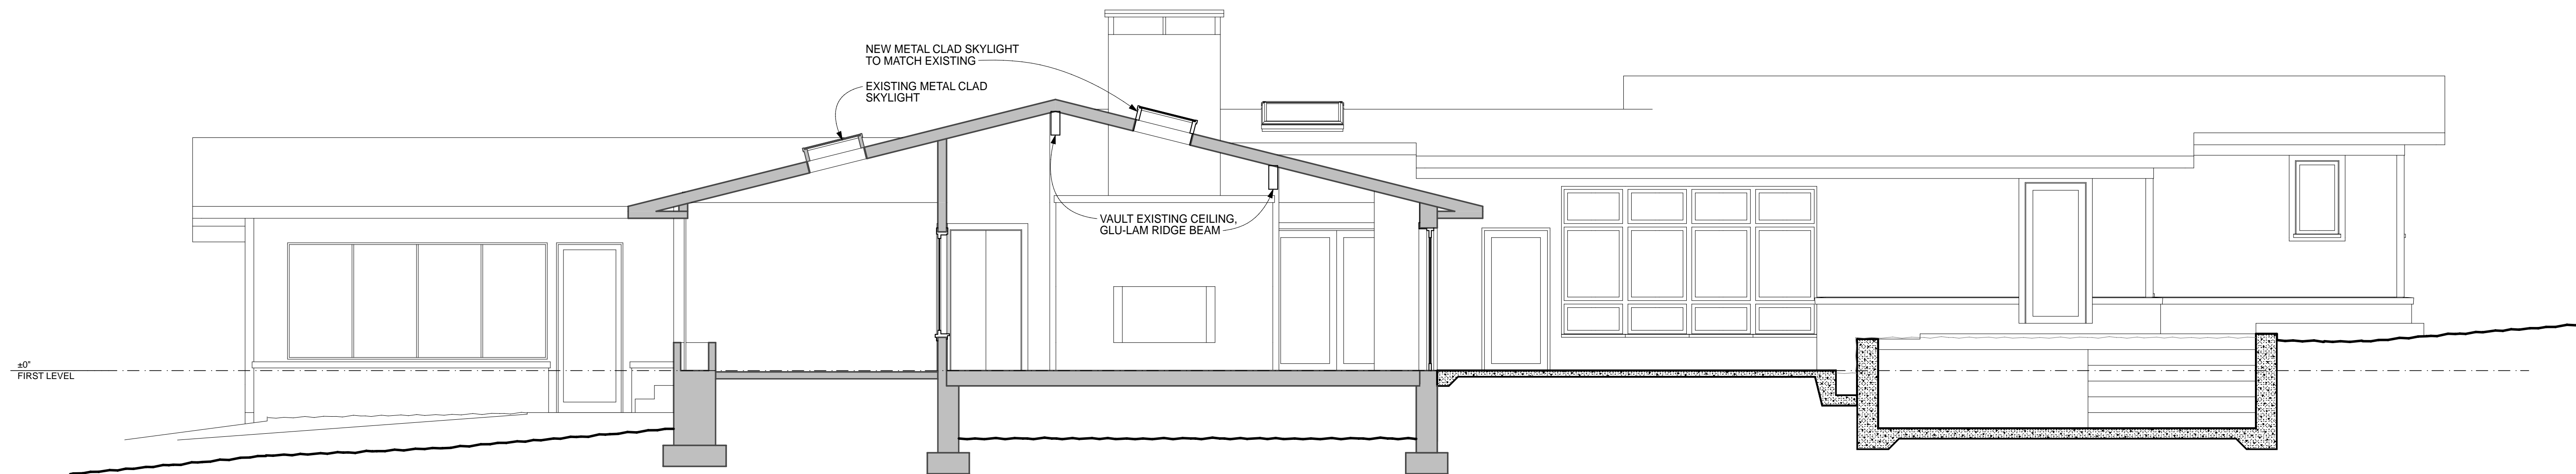 NEW METAL CLAD SKYLIGHT
TO MATCH EXISTING
EXISTING METAL CLAD
SKYLIGHT
VAULT EXISTING CEILING,
GLU-LAM RIDGE BEAM
±0"
FIRST LEVEL